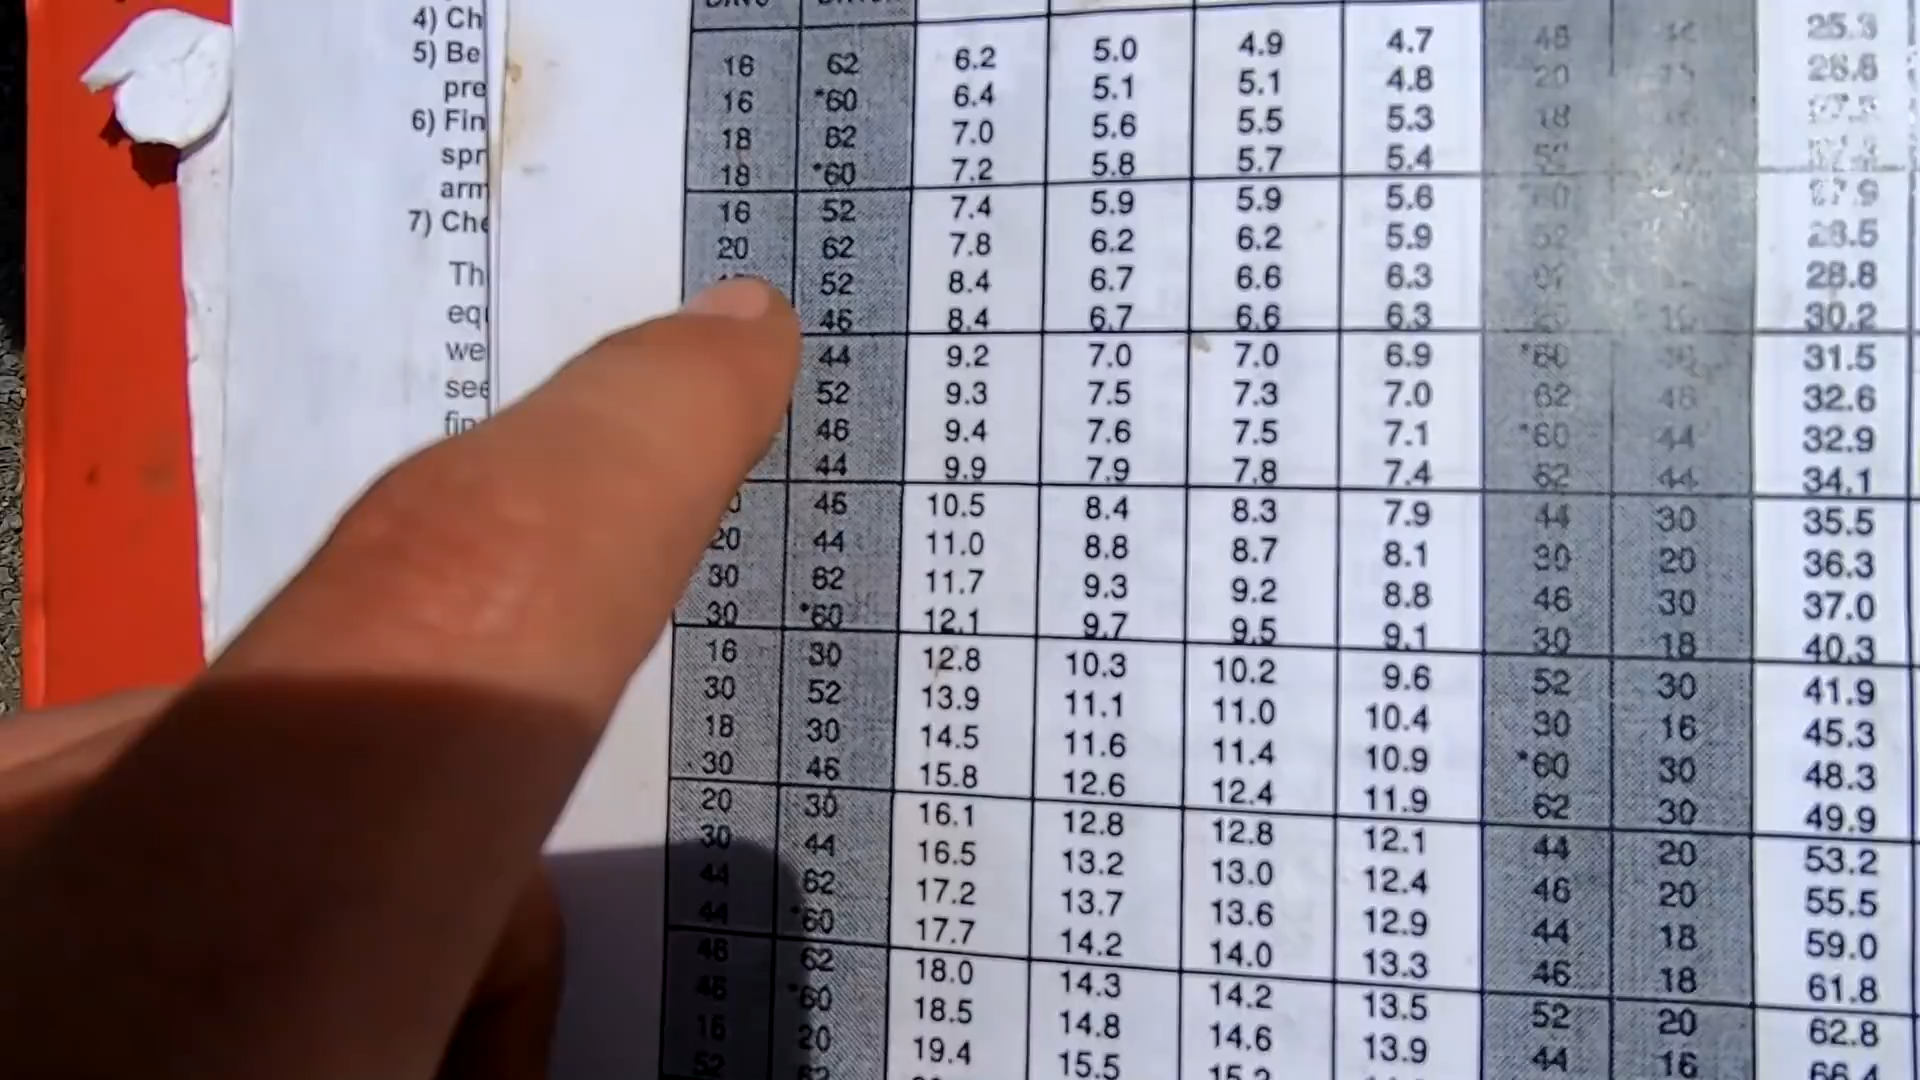 4) Ch
5) Be
pre
6) Fin
spr
arm
7) Che
Th
equ
we
see
fin
16 62 6.2 5.0 4.9 4.7 25.3
16 *60 6.4 5.1 5.1 4.8 20
18 62 7.0 5.6 5.5 5.3 18
18 *60 7.2 5.8 5.7 5.4
16 52 7.4 5.9 5.9 5.6 27.9
20 62 7.8 6.2 6.2 5.9 28.5
52 8.4 6.7 6.6 6.3 28.8
46 8.4 6.7 6.6 6.3 30.2
44 9.2 7.0 7.0 6.9 *60 31.5
52 9.3 7.5 7.3 7.0 62 46 32.6
46 9.4 7.6 7.5 7.1 *60 44 32.9
44 9.9 7.9 7.8 7.4 62 44 34.1
46 10.5 8.4 8.3 7.9 44 30 35.5
20 44 11.0 8.8 8.7 8.1 30 20 36.3
30 62 11.7 9.3 9.2 8.8 46 30 37.0
30 *60 12.1 9.7 9.5 9.1 30 18 40.3
16 30 12.8 10.3 10.2 9.6 52 30 41.9
30 52 13.9 11.1 11.0 10.4 30 16 45.3
18 30 14.5 11.6 11.4 10.9 *60 30 48.3
30 46 15.8 12.6 12.4 11.9 62 30 49.9
20 30 16.1 12.8 12.8 12.1 44 20 53.2
30 44 16.5 13.2 13.0 12.4 46 20 55.5
44 62 17.2 13.7 13.6 12.9 44 18 59.0
44 *60 17.7 14.2 14.0 13.3 46 18 61.8
46 62 18.0 14.3 14.2 13.5 52 20 62.8
46 *60 18.5 14.8 14.6 13.9 44 16 66.4
16 20 19.4 15.5 15.2
52 62